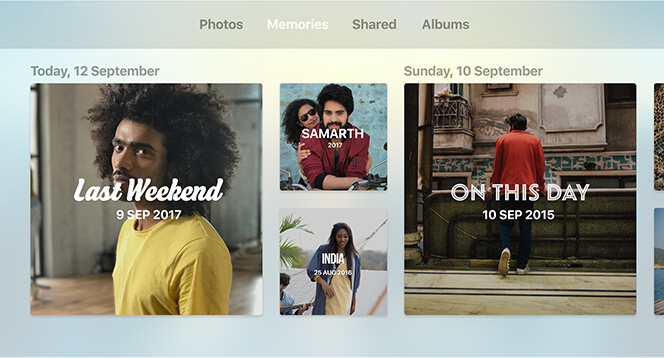 Photos Memories Shared Albums
Today, 12 September
Last Weekend
9 SEP 2017
SAMARTH
2017
INDIA
25 AUG 2016
Sunday, 10 September
ON THIS DAY
10 SEP 2015